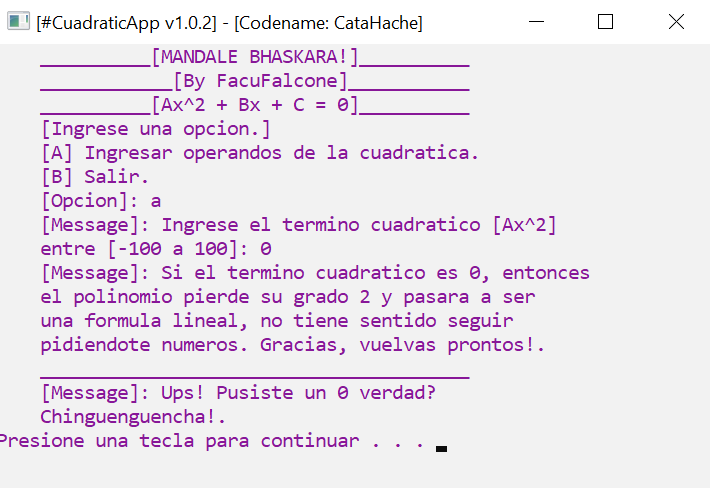 [#CuadraticApp v1.0.2] - [Codename: CataHache]
__________[MANDALE BHASKARA!]__________
____________[By FacuFalcone]___________
__________[Ax^2 + Bx + C = 0]__________
[Ingrese una opcion.]
[A] Ingresar operandos de la cuadratica.
[B] Salir.
[Opcion]: a
[Message]: Ingrese el termino cuadratico [Ax^2]
entre [-100 a 100]: 0
[Message]: Si el termino cuadratico es 0, entonces
el polinomio pierde su grado 2 y pasara a ser
una formula lineal, no tiene sentido seguir
pidiendote numeros. Gracias, vuelvas prontos!.
_______________________________________
[Message]: Ups! Pusiste un 0 verdad?
Chinguenguencha!.
Presione una tecla para continuar . . .